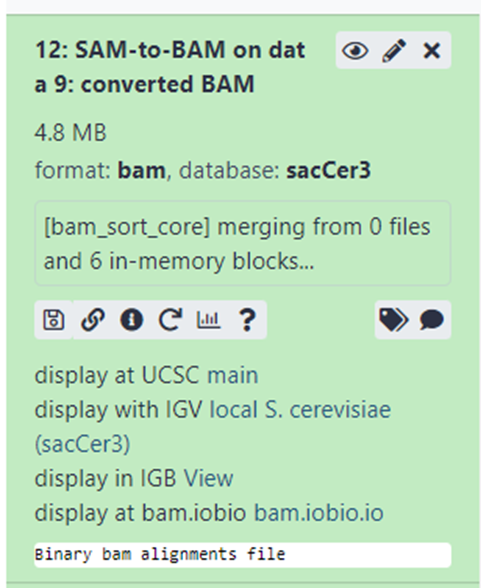 12: SAM-to-BAM on dat
a 9: converted BAM
4.8 MB
format: bam, database: sacCer3
[bam_sort_core] merging from 0 files
and 6 in-memory blocks...
display at UCSC main
display with IGV local S. cerevisiae
(sacCer3)
display in IGB View
display at bam.iobio bam.iobio.io
Binary bam alignments file